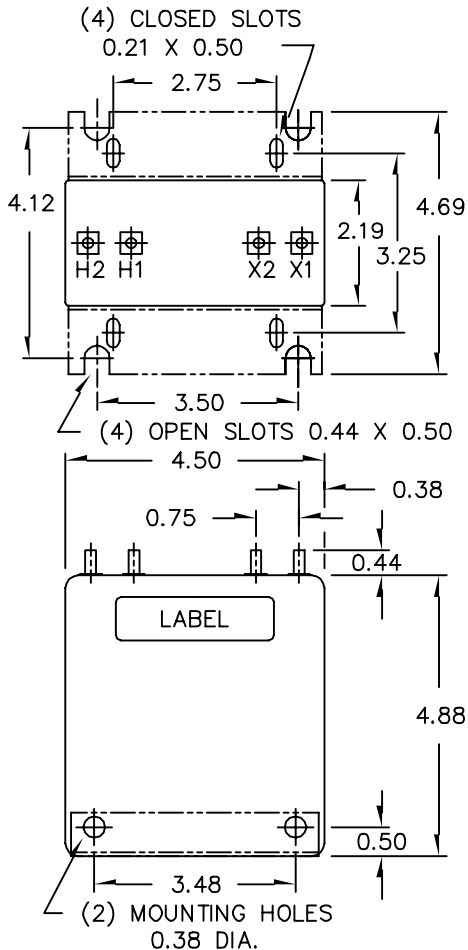 (4) CLOSED SLOTS
0.21 X 0.50
2.75
4.12
4.69
2.19
3.25
H2 H1 X2 X1
3.50
(4) OPEN SLOTS 0.44 X 0.50
4.50
0.38
0.75
0.44
LABEL
4.88
0.50
3.48
(2) MOUNTING HOLES
0.38 DIA.